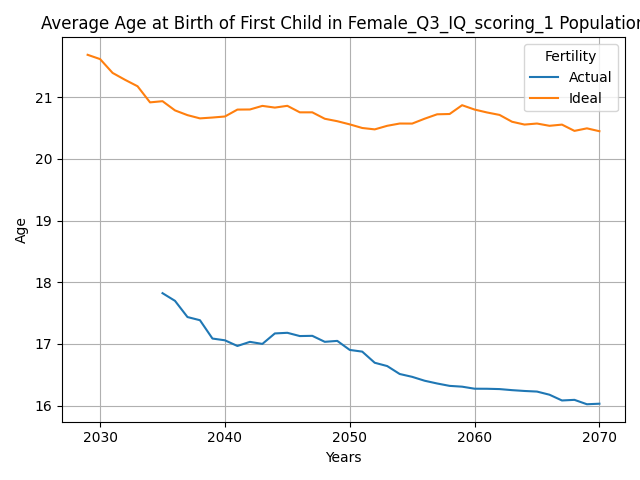 Average Age at Birth of First Child in Female_Q3_IQ_scoring_1 Population
Fertility
Actual
Ideal
21
20
19
18
17
16
Age
2030 2040 2050 2060 2070
Years